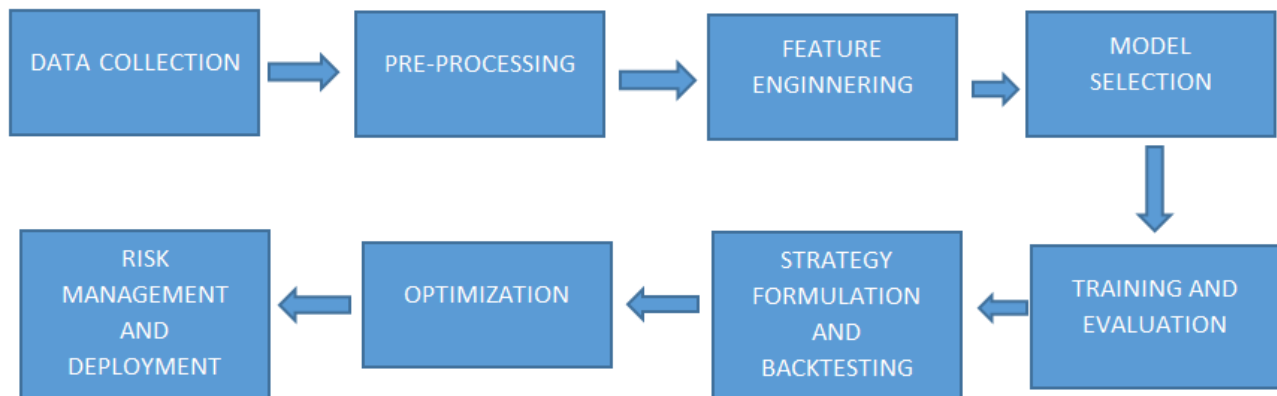 DATA COLLECTION
PRE-PROCESSING
FEATURE
ENGINNERING
MODEL
SELECTION
TRAINING AND
EVALUATION
STRATEGY
FORMULATION
AND
BACKTESTING
OPTIMIZATION
RISK
MANAGEMENT
AND
DEPLOYMENT